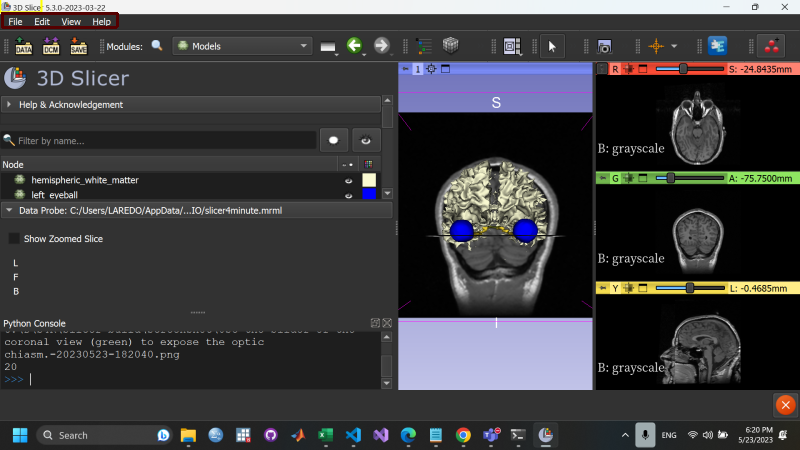 3D Slicer 5.3.0-2023-03-22
File Edit View Help
DATA DCM SAVE Modules: Models
3D Slicer
Help & Acknowledgement
Filter by name...
Node
hemispheric_white_matter
left eyeball
Data Probe: C:/Users/LAREDO/AppData/...IO/slicer4minute.mrml
Show Zoomed Slice
L
F
B
Python Console
coronal view (green) to expose the optic
chiasm.-20230523-182040.png
20
>>>
1
S
I
R S: -24.8435mm
B: grayscale
G A: -75.7500mm
B: grayscale
Y L: -0.4685mm
B: grayscale
Search
ENG
6:20 PM
5/23/2023